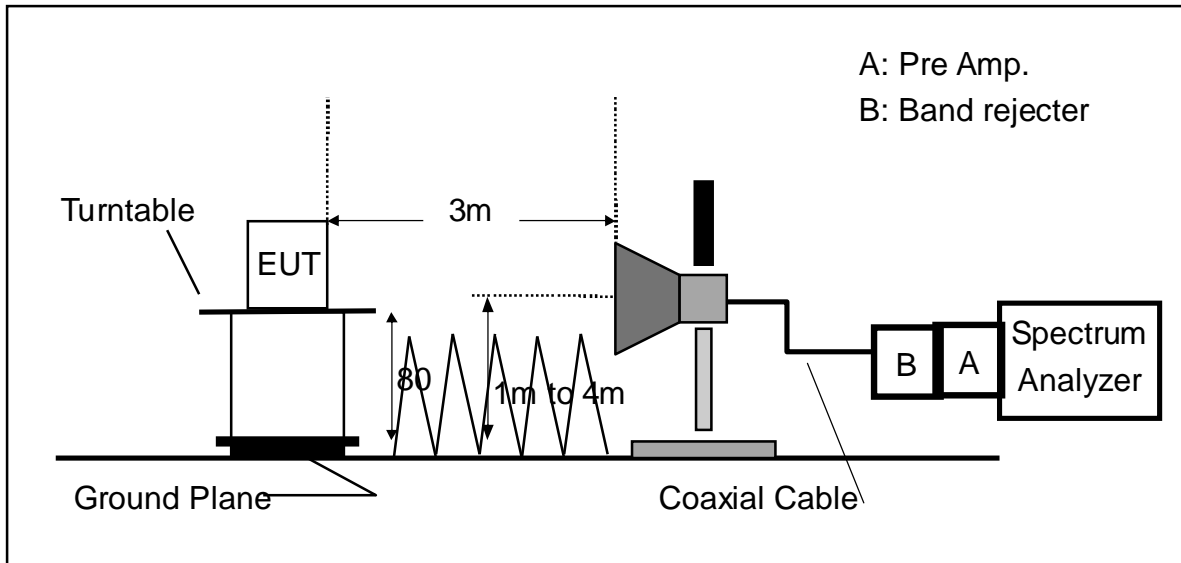 A: Pre Amp.
B: Band rejecter
Turntable
3m
EUT
80
1m to 4m
B
A
Spectrum
Analyzer
Ground Plane
Coaxial Cable